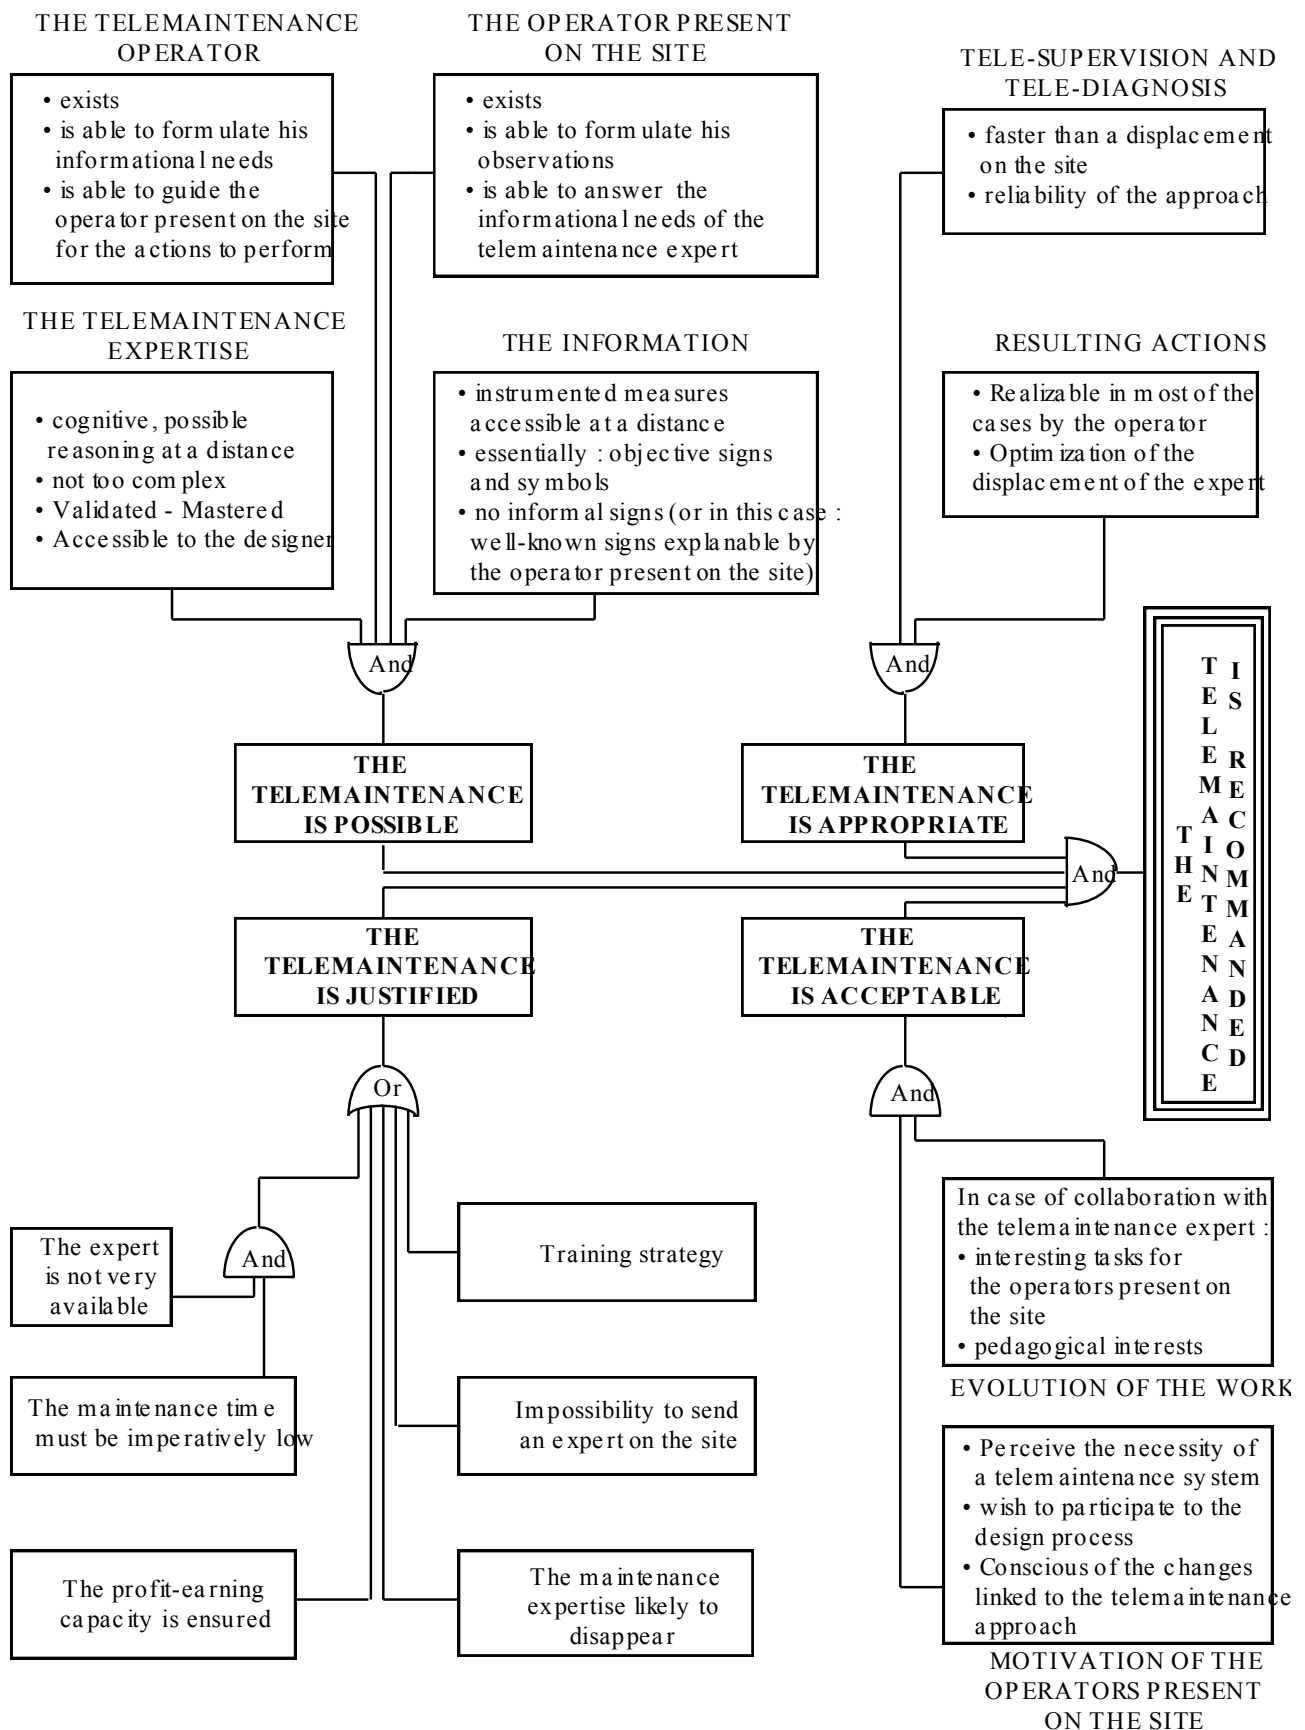 THE TELEMAINTENANCE
OPERATOR
• exists
• is able to formulate his
informational needs
• is able to guide the
operator present on the site
for the actions to perform
THE OPERATOR PRESENT
ON THE SITE
• exists
• is able to formulate his
observations
• is able to answer the
informational needs of the
telemaintenance expert
TELE-SUPERVISION AND
TELE-DIAGNOSIS
• faster than a displacement
on the site
• reliability of the approach
THE TELEMAINTENANCE
EXPERTISE
• cognitive, possible
reasoning at a distance
• not too complex
• Validated - Mastered
• Accessible to the designer
THE INFORMATION
• instrumented measures
accessible at a distance
• essentially : objective signs
and symbols
• no informal signs (or in this case :
well-known signs explanable by
the operator present on the site)
RESULTING ACTIONS
• Realizable in most of the
cases by the operator
• Optimization of the
displacement of the expert
And
And
THE
TELEMAINTENANCE
IS POSSIBLE
THE
TELEMAINTENANCE
IS APPROPRIATE
And
THE
TELEMAINTENANCE
IS RECOMMANDED
THE
TELEMAINTENANCE
IS JUSTIFIED
THE
TELEMAINTENANCE
IS ACCEPTABLE
Or
And
The expert
is not very
available
And
Training strategy
The maintenance time
must be imperatively low
Impossibility to send
an expert on the site
The profit-earning
capacity is ensured
The maintenance
expertise likely to
disappear
In case of collaboration with
the telemaintenance expert :
• interesting tasks for
the operators present on
the site
• pedagogical interests
EVOLUTION OF THE WORK
• Perceive the necessity of
a telemaintenance system
• wish to participate to the
design process
• Conscious of the changes
linked to the telemaintenance
approach
MOTIVATION OF THE
OPERATORS PRESENT
ON THE SITE